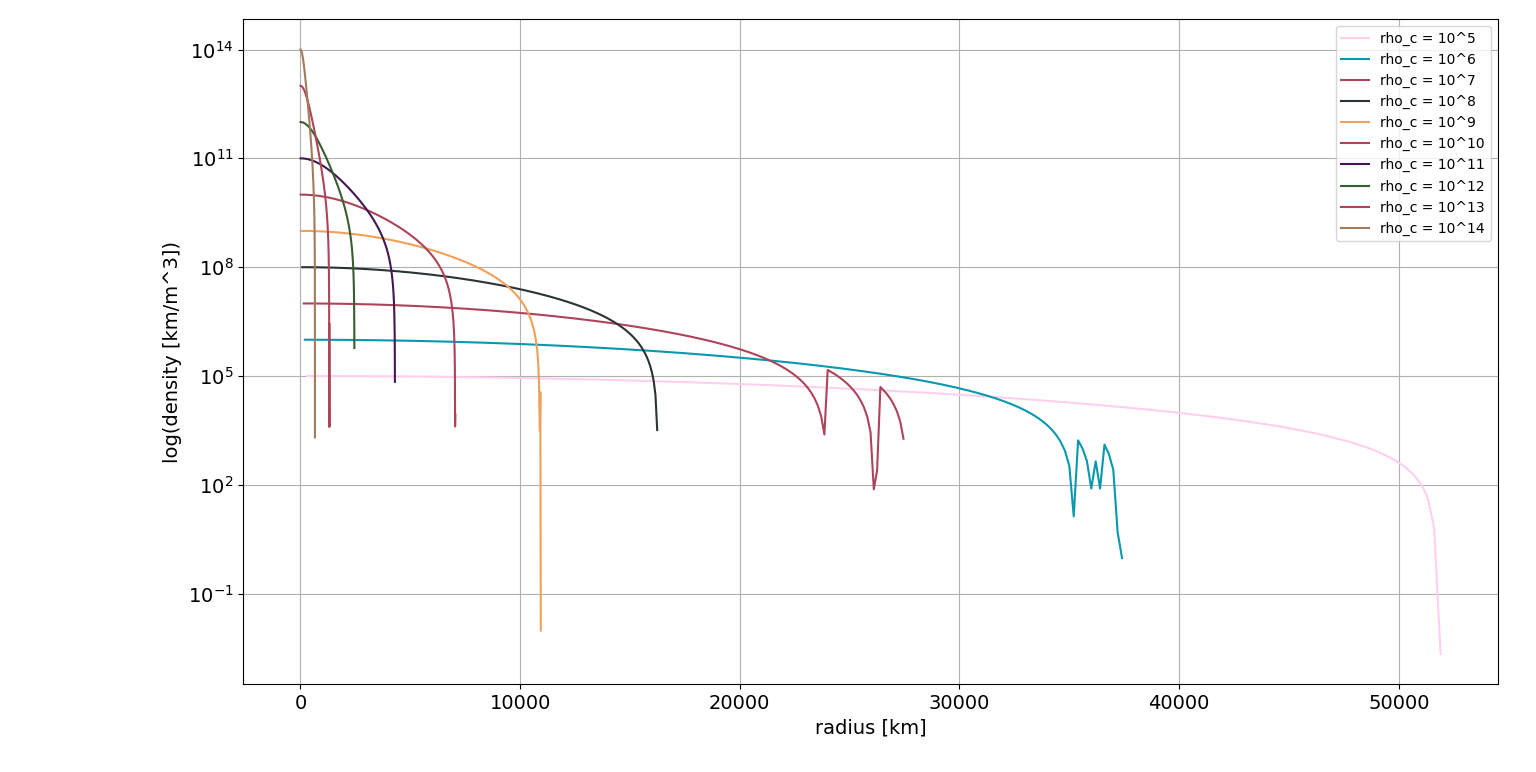 10^14
10^11
10^8
10^5
10^2
10^−1
log(density [km/m^3])
0 10000 20000 30000 40000 50000
radius [km]
rho_c = 10^5
rho_c = 10^6
rho_c = 10^7
rho_c = 10^8
rho_c = 10^9
rho_c = 10^10
rho_c = 10^11
rho_c = 10^12
rho_c = 10^13
rho_c = 10^14